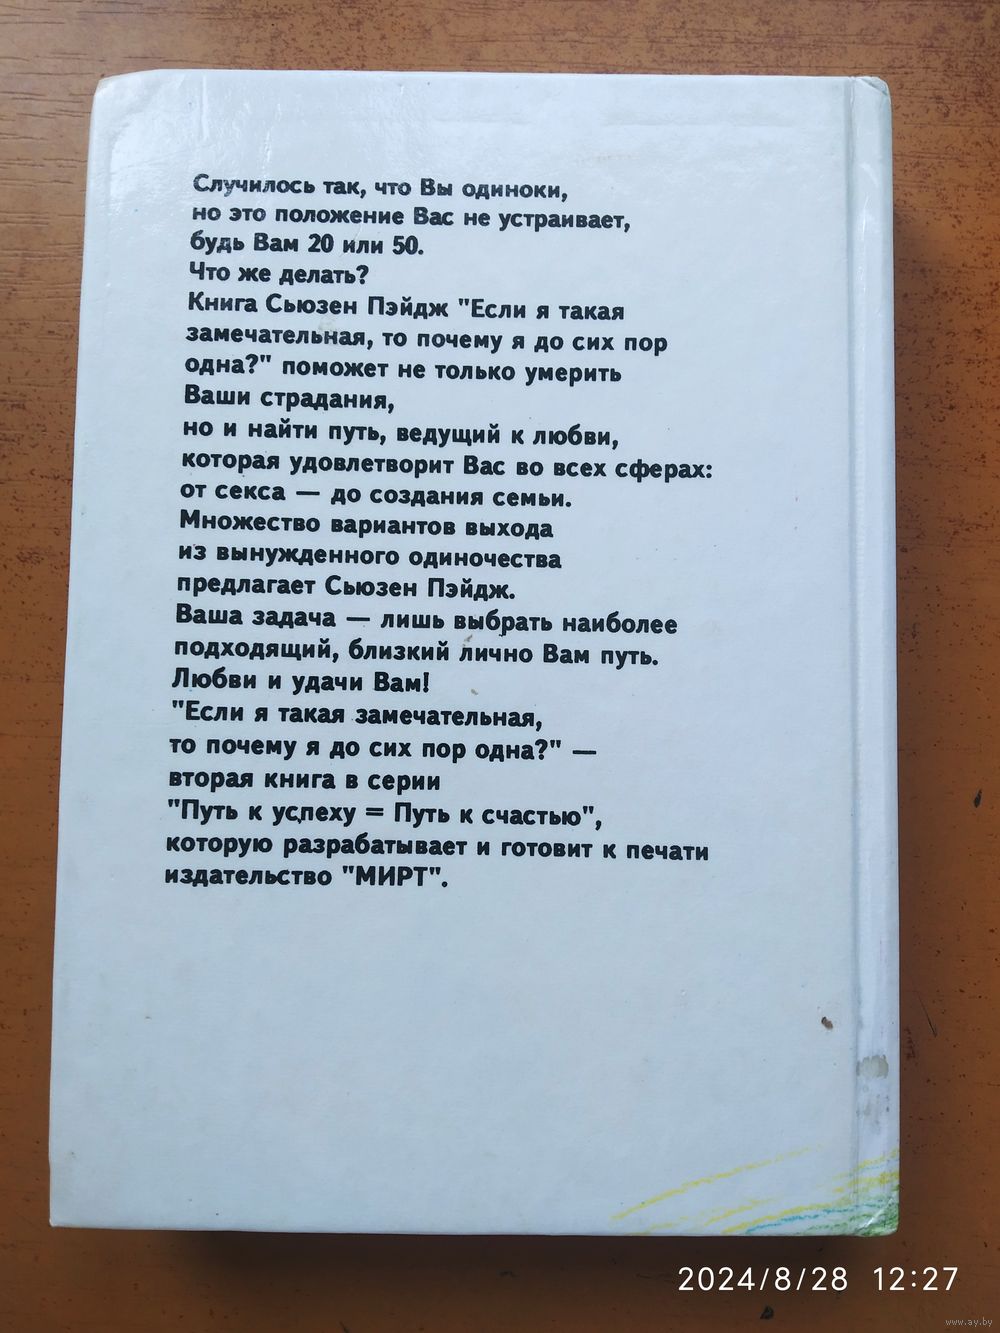 Случилось так, что Вы одиноки,
но это положение Вас не устраивает,
будь Вам 20 или 50.
Что же делать?
Книга Сьюзен Пэйдж "Если я такая
замечательная, то почему я до сих пор
одна?" поможет не только умерить
Ваши страдания,
но и найти путь, ведущий к любви,
которая удовлетворит Вас во всех сферах:
от секса — до создания семьи.
Множество вариантов выхода
из вынужденного одиночества
предлагает Сьюзен Пэйдж.
Ваша задача — лишь выбрать наиболее
подходящий, близкий лично Вам путь.
Любви и удачи Вам!
"Если я такая замечательная,
то почему я до сих пор одна?" —
вторая книга в серии
"Путь к успеху = Путь к счастью",
которую разрабатывает и готовит к печати
издательство "МИРТ".
2024/8/28 12:27
www.ay.by